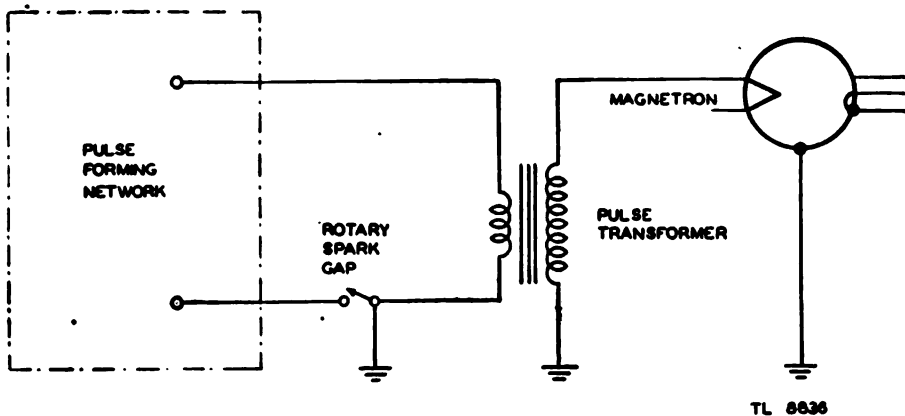 PULSE
FORMING
NETWORK
ROTARY
SPARK
GAP
PULSE
TRANSFORMER
MAGNETRON
TL 8836